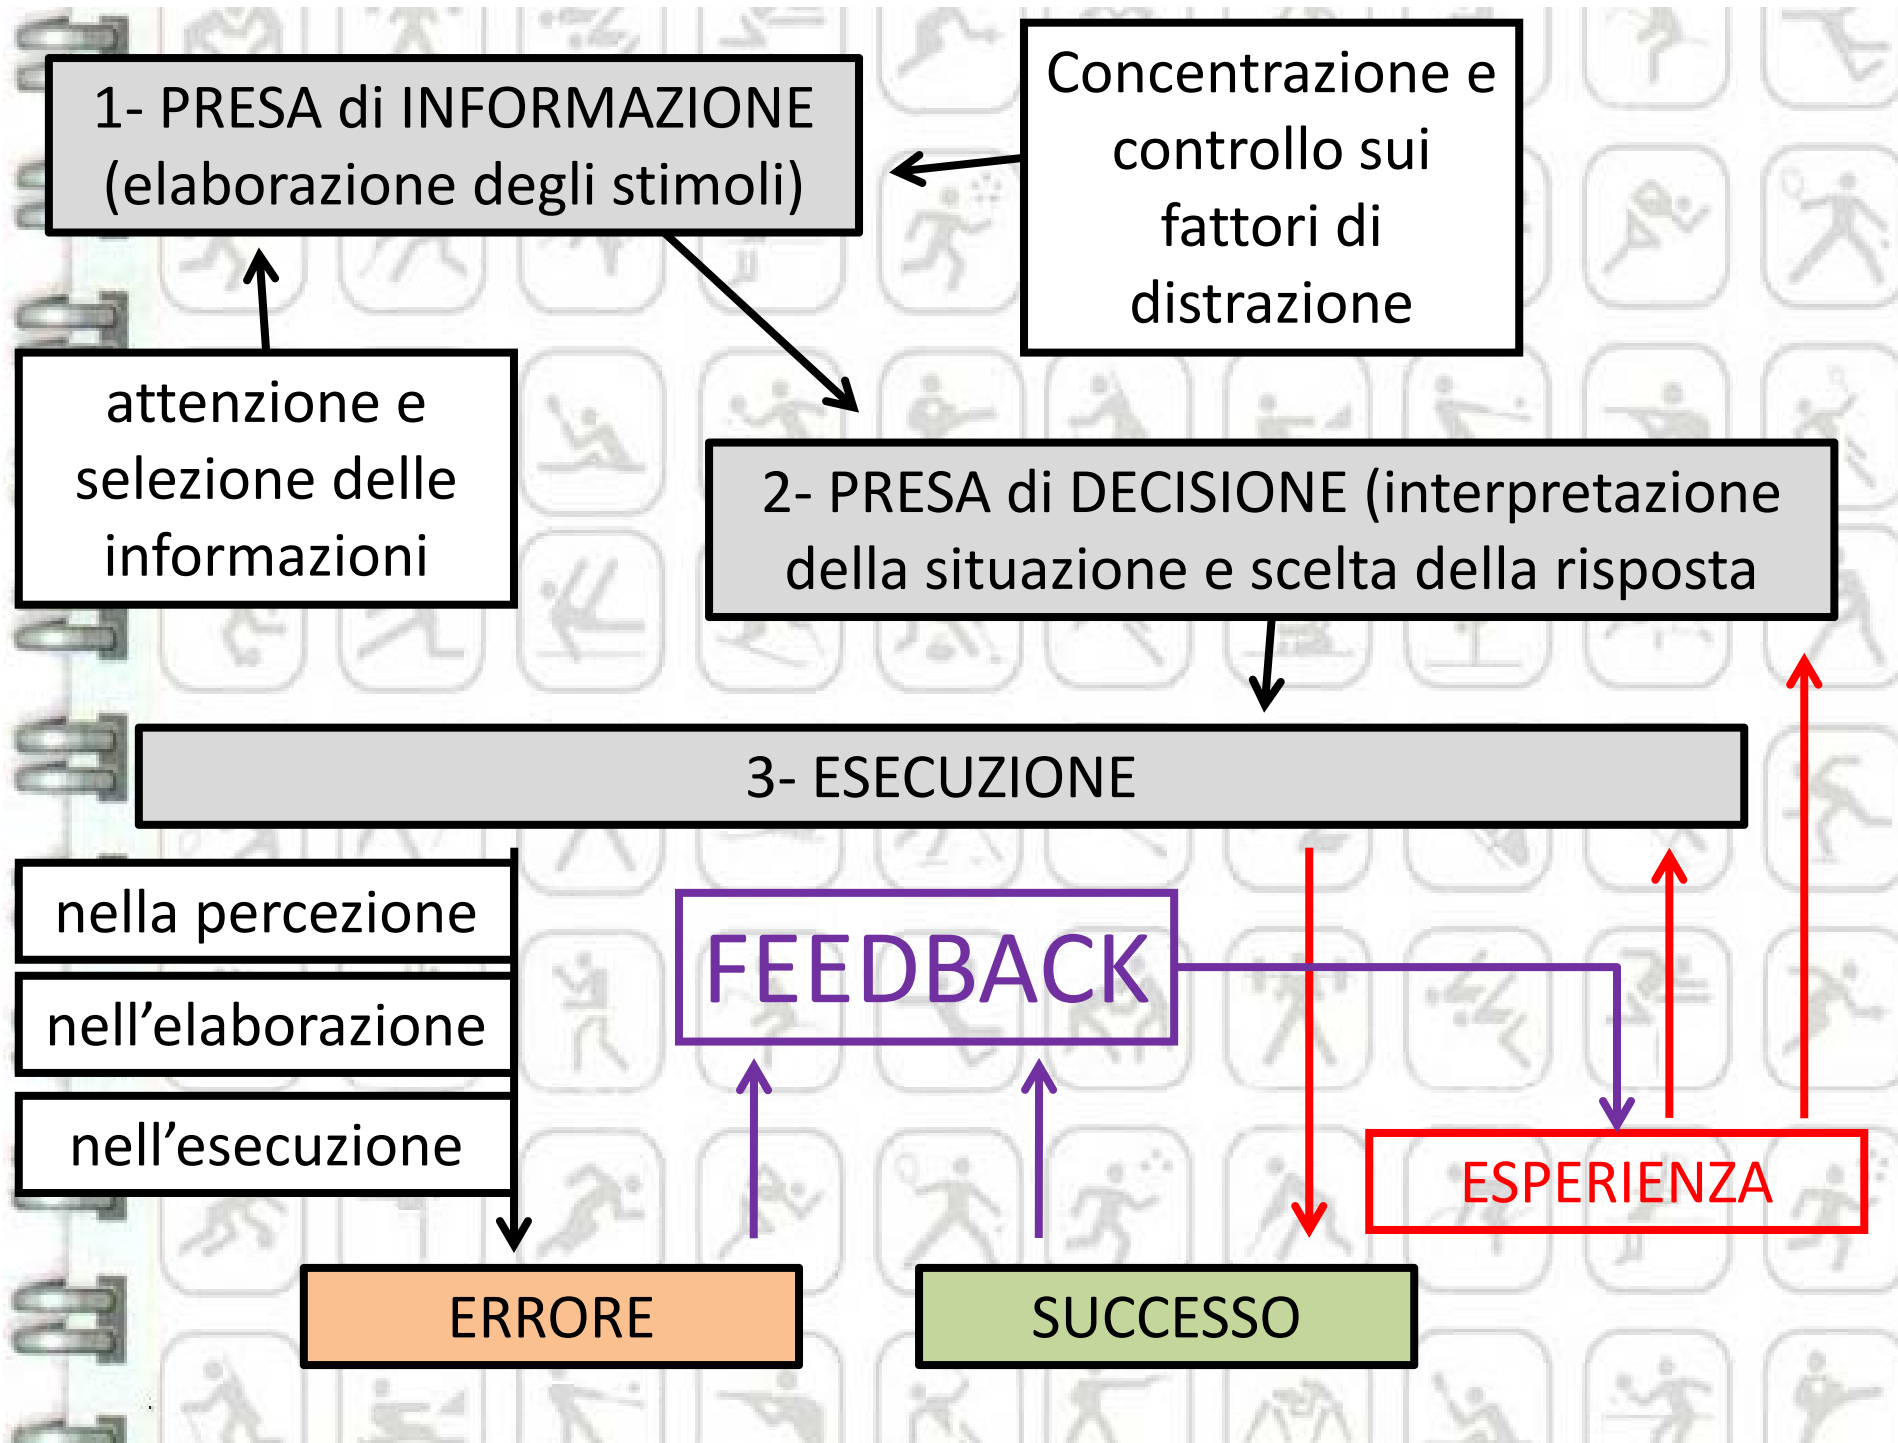 1- PRESA di INFORMAZIONE
(elaborazione degli stimoli)
Concentrazione e
controllo sui
fattori di
distrazione
attenzione e
selezione delle
informazioni
2- PRESA di DECISIONE (interpretazione
della situazione e scelta della risposta
3- ESECUZIONE
nella percezione
nell’elaborazione
nell’esecuzione
FEEDBACK
ESPERIENZA
ERRORE
SUCCESSO